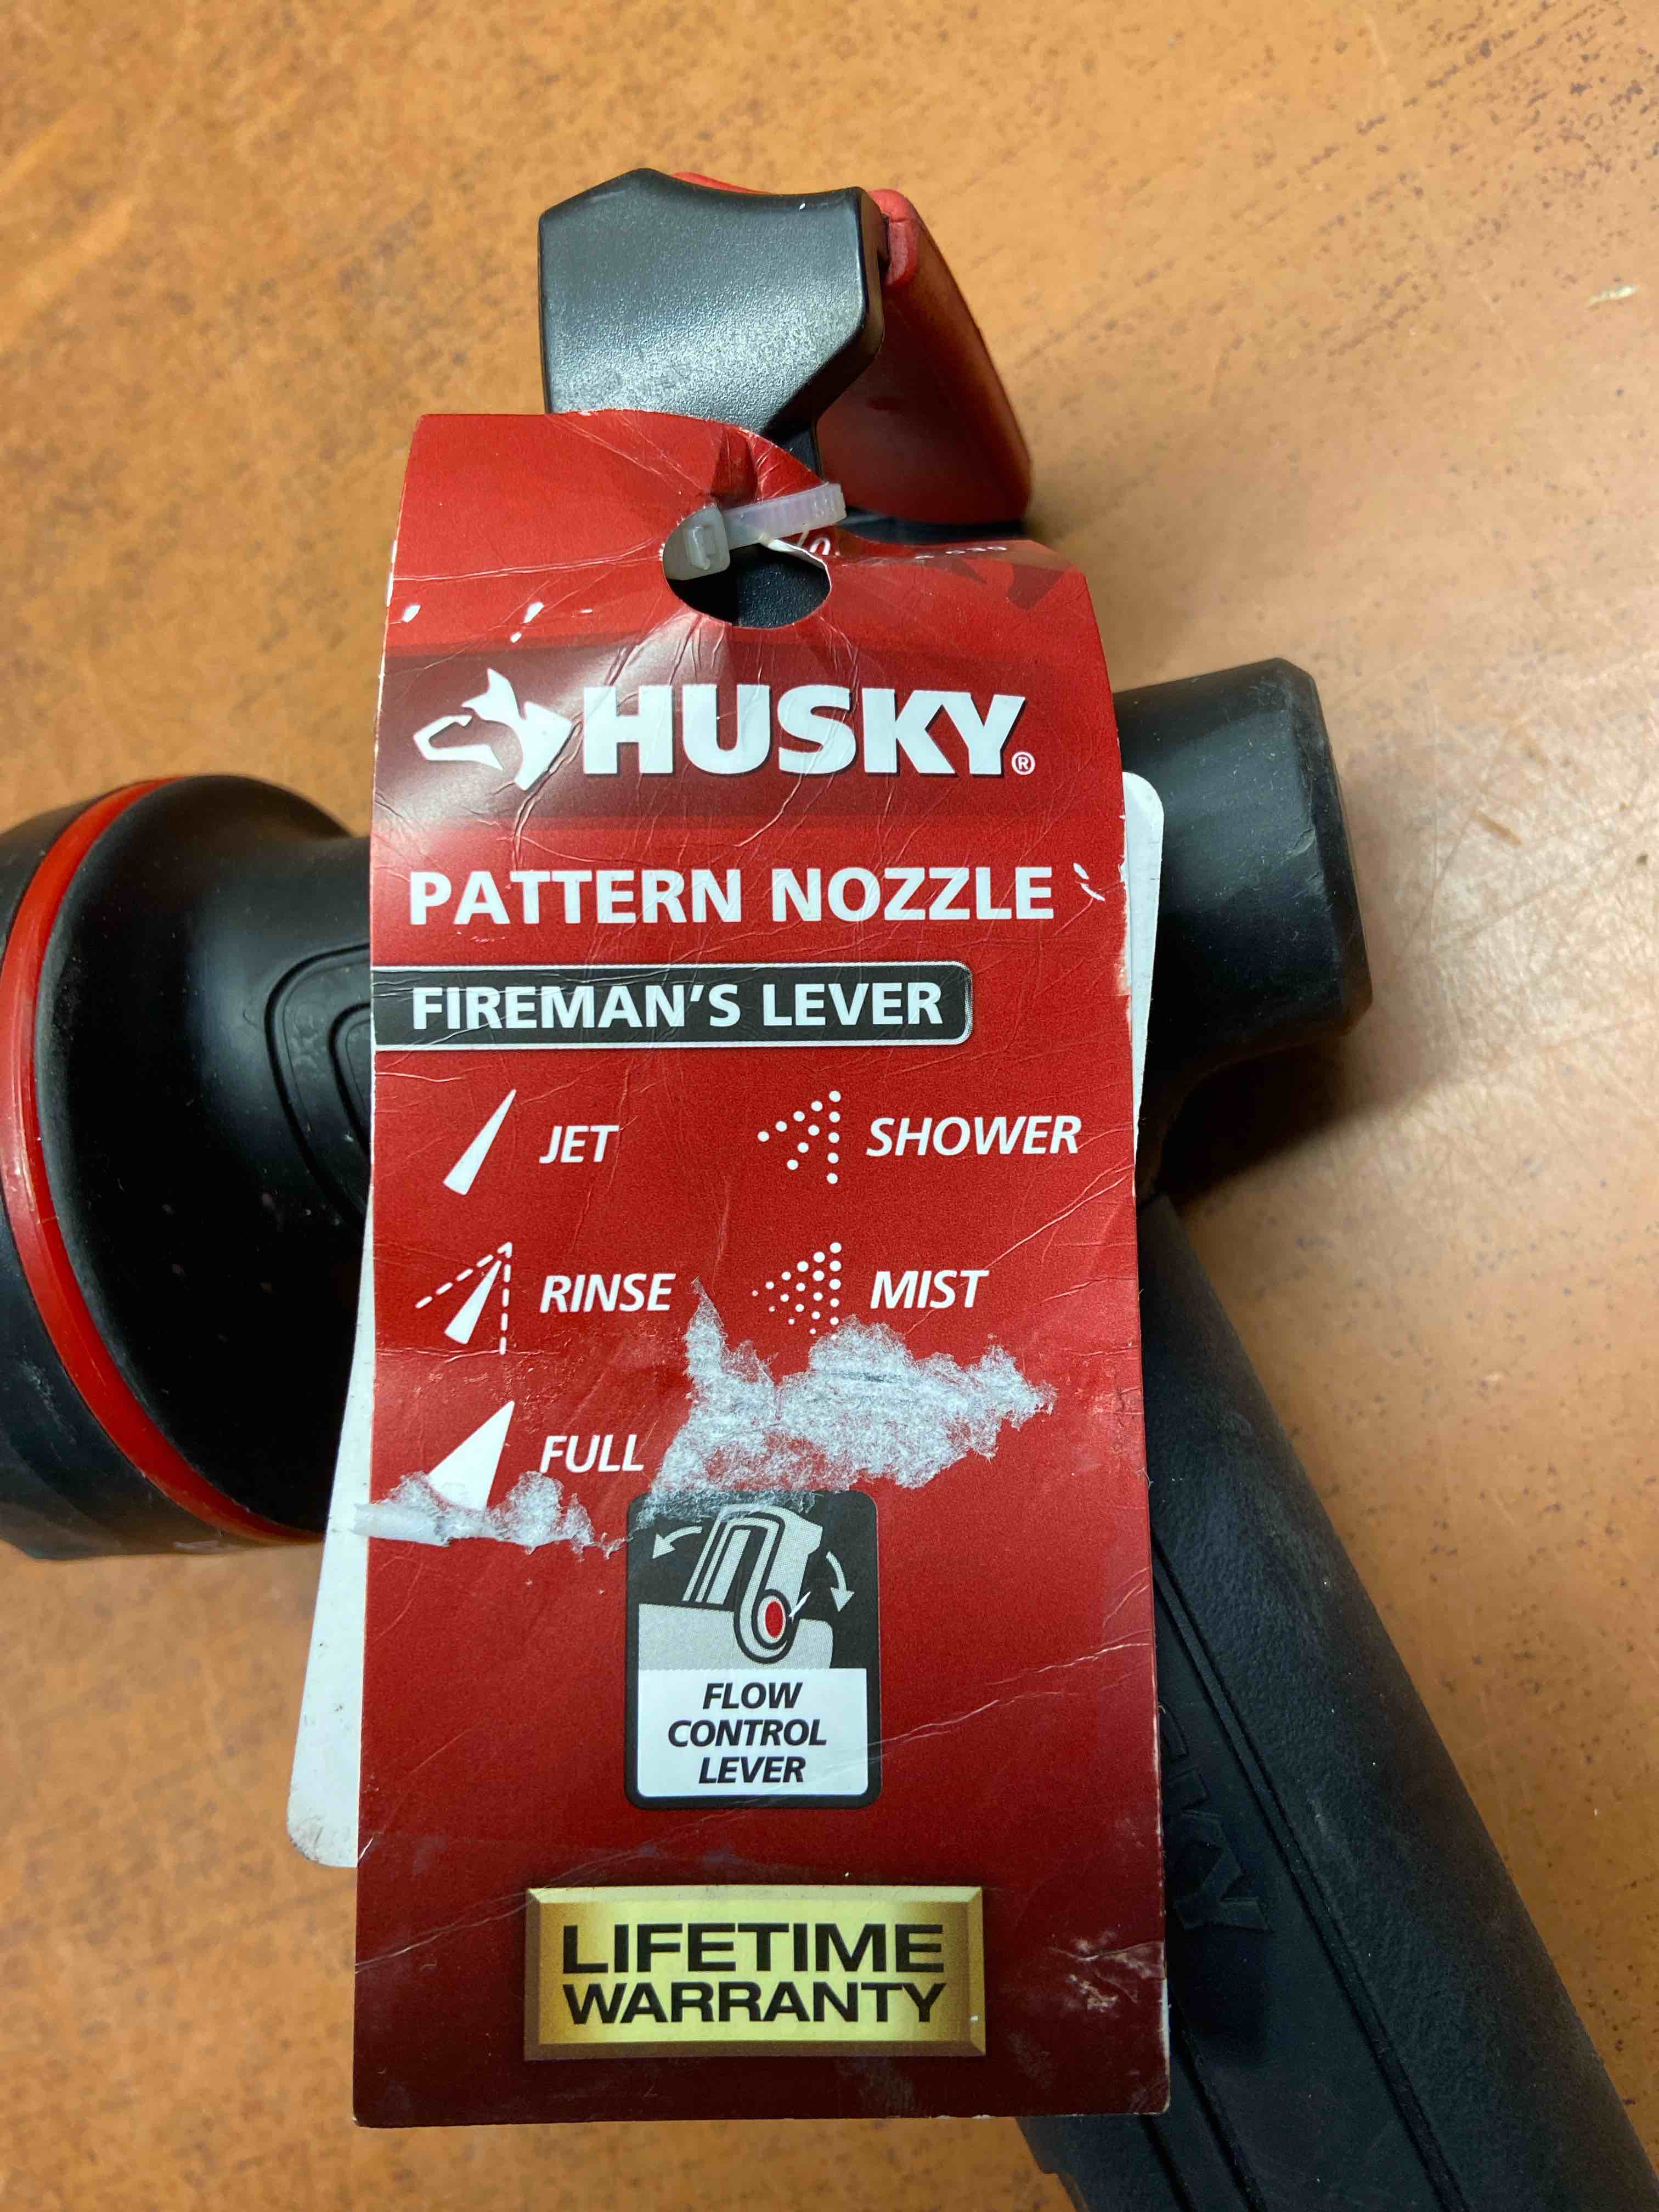 HUSKY®
PATTERN NOZZLE
FIREMAN'S LEVER
JET
SHOWER
RINSE
MIST
FULL
FLOW
CONTROL
LEVER
LIFETIME
WARRANTY